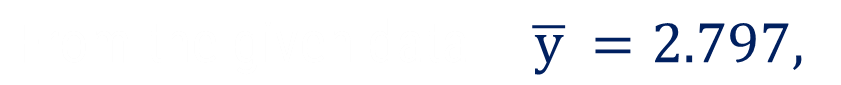 y̅ = 2.797,